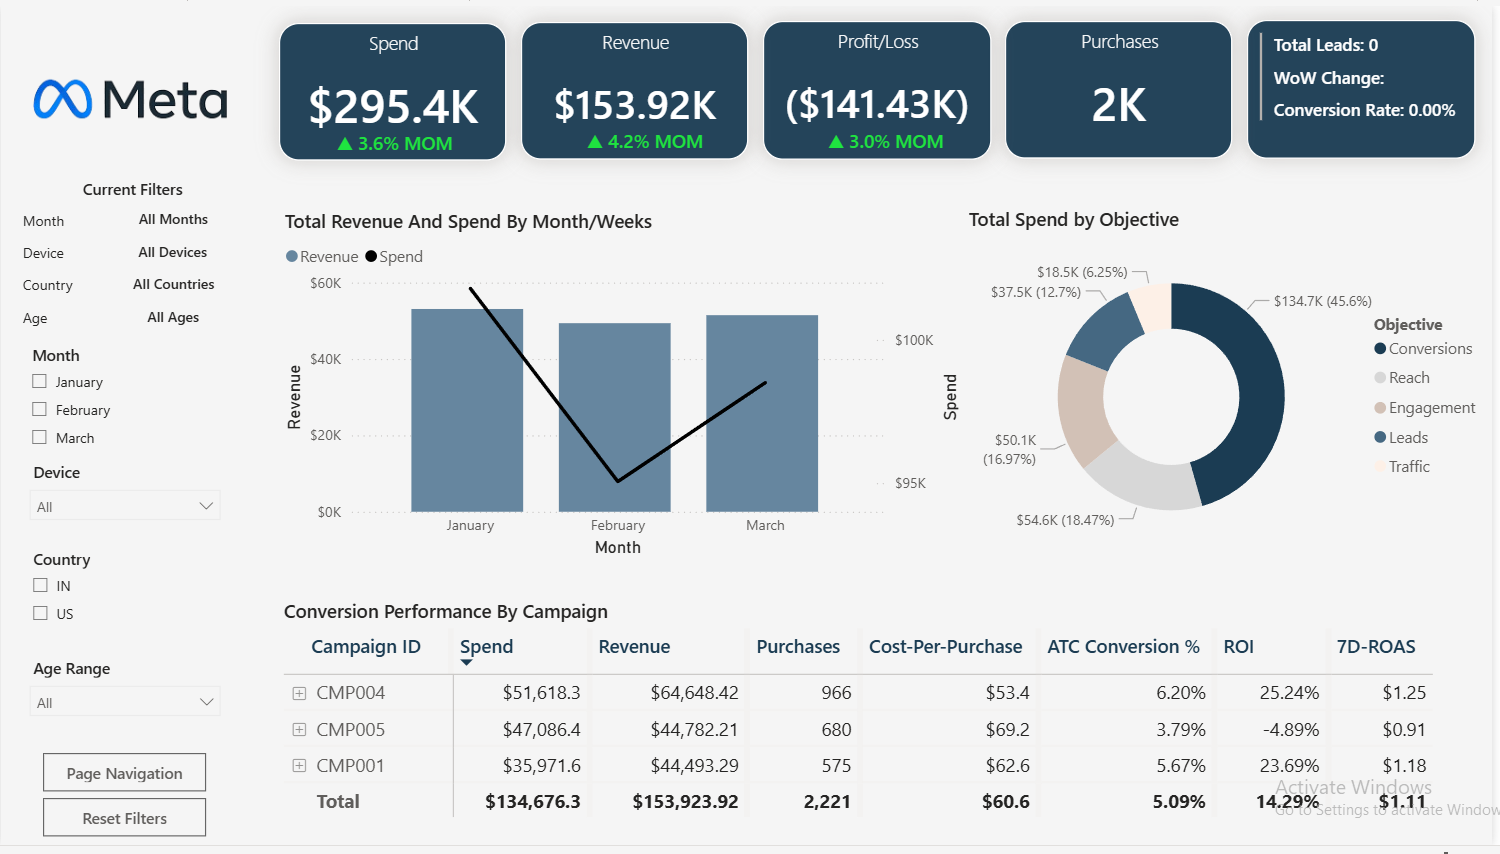 Meta
Spend
$295.4K
▲ 3.6% MOM
Revenue
$153.92K
▲ 4.2% MOM
Profit/Loss
($141.43K)
▲ 3.0% MOM
Purchases
2K
Total Leads: 0
WoW Change:
Conversion Rate: 0.00%
Current Filters
Month All Months
Device All Devices
Country All Countries
Age All Ages
Month
January
February
March
Device
All
Country
IN
US
Age Range
All
Page Navigation
Reset Filters
Total Revenue And Spend By Month/Weeks
Revenue Spend
Revenue
$60K
$40K
$20K
$0K
$100K
$95K
Spend
January February March
Month
Total Spend by Objective
$18.5K (6.25%)
$37.5K (12.7%)
$134.7K (45.6%)
$50.1K
(16.97%)
$54.6K (18.47%)
Objective
Conversions
Reach
Engagement
Leads
Traffic
Conversion Performance By Campaign
Campaign ID Spend Revenue Purchases Cost-Per-Purchase ATC Conversion % ROI 7D-ROAS
CMP004 $51,618.3 $64,648.42 966 $53.4 6.20% 25.24% $1.25
CMP005 $47,086.4 $44,782.21 680 $69.2 3.79% -4.89% $0.91
CMP001 $35,971.6 $44,493.29 575 $62.6 5.67% 23.69% $1.18
Total $134,676.3 $153,923.92 2,221 $60.6 5.09% 14.29% $1.11
Activate Windows
Go to Settings to activate Window